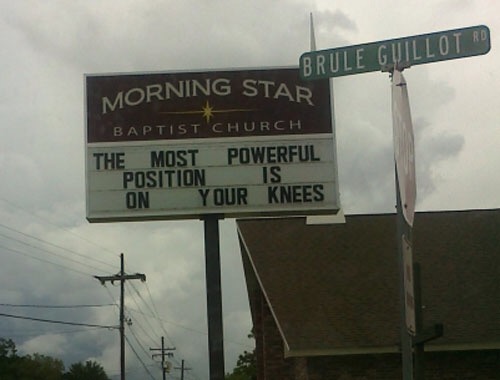 BRULE GUILLOT RD
MORNING STAR
BAPTIST CHURCH
THE MOST POWERFUL
POSITION IS
ON YOUR KNEES